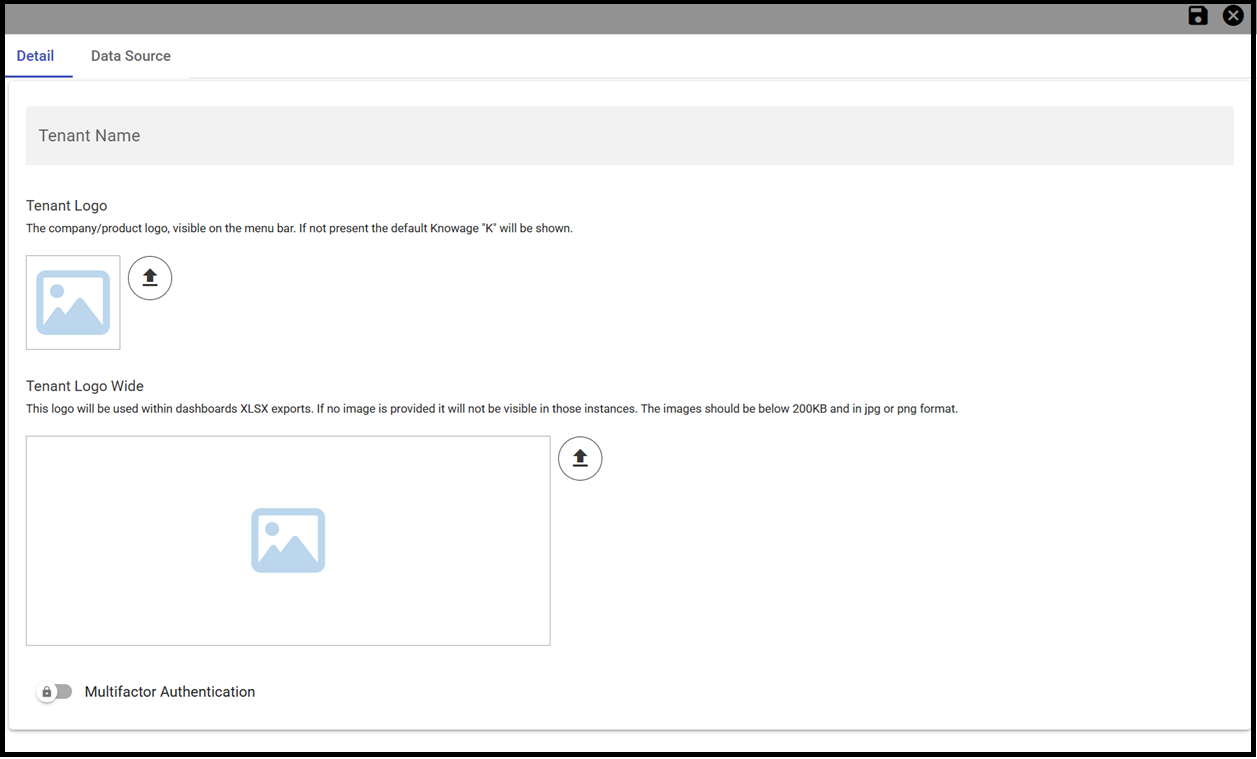 Detail
Data Source
Tenant Name
Tenant Logo
The company/product logo, visible on the menu bar. If not present the default Knowage "K" will be shown.
Tenant Logo Wide
This logo will be used within dashboards XLSX exports. If no image is provided it will not be visible in those instances. The images should be below 200KB and in jpg or png format.
Multifactor Authentication